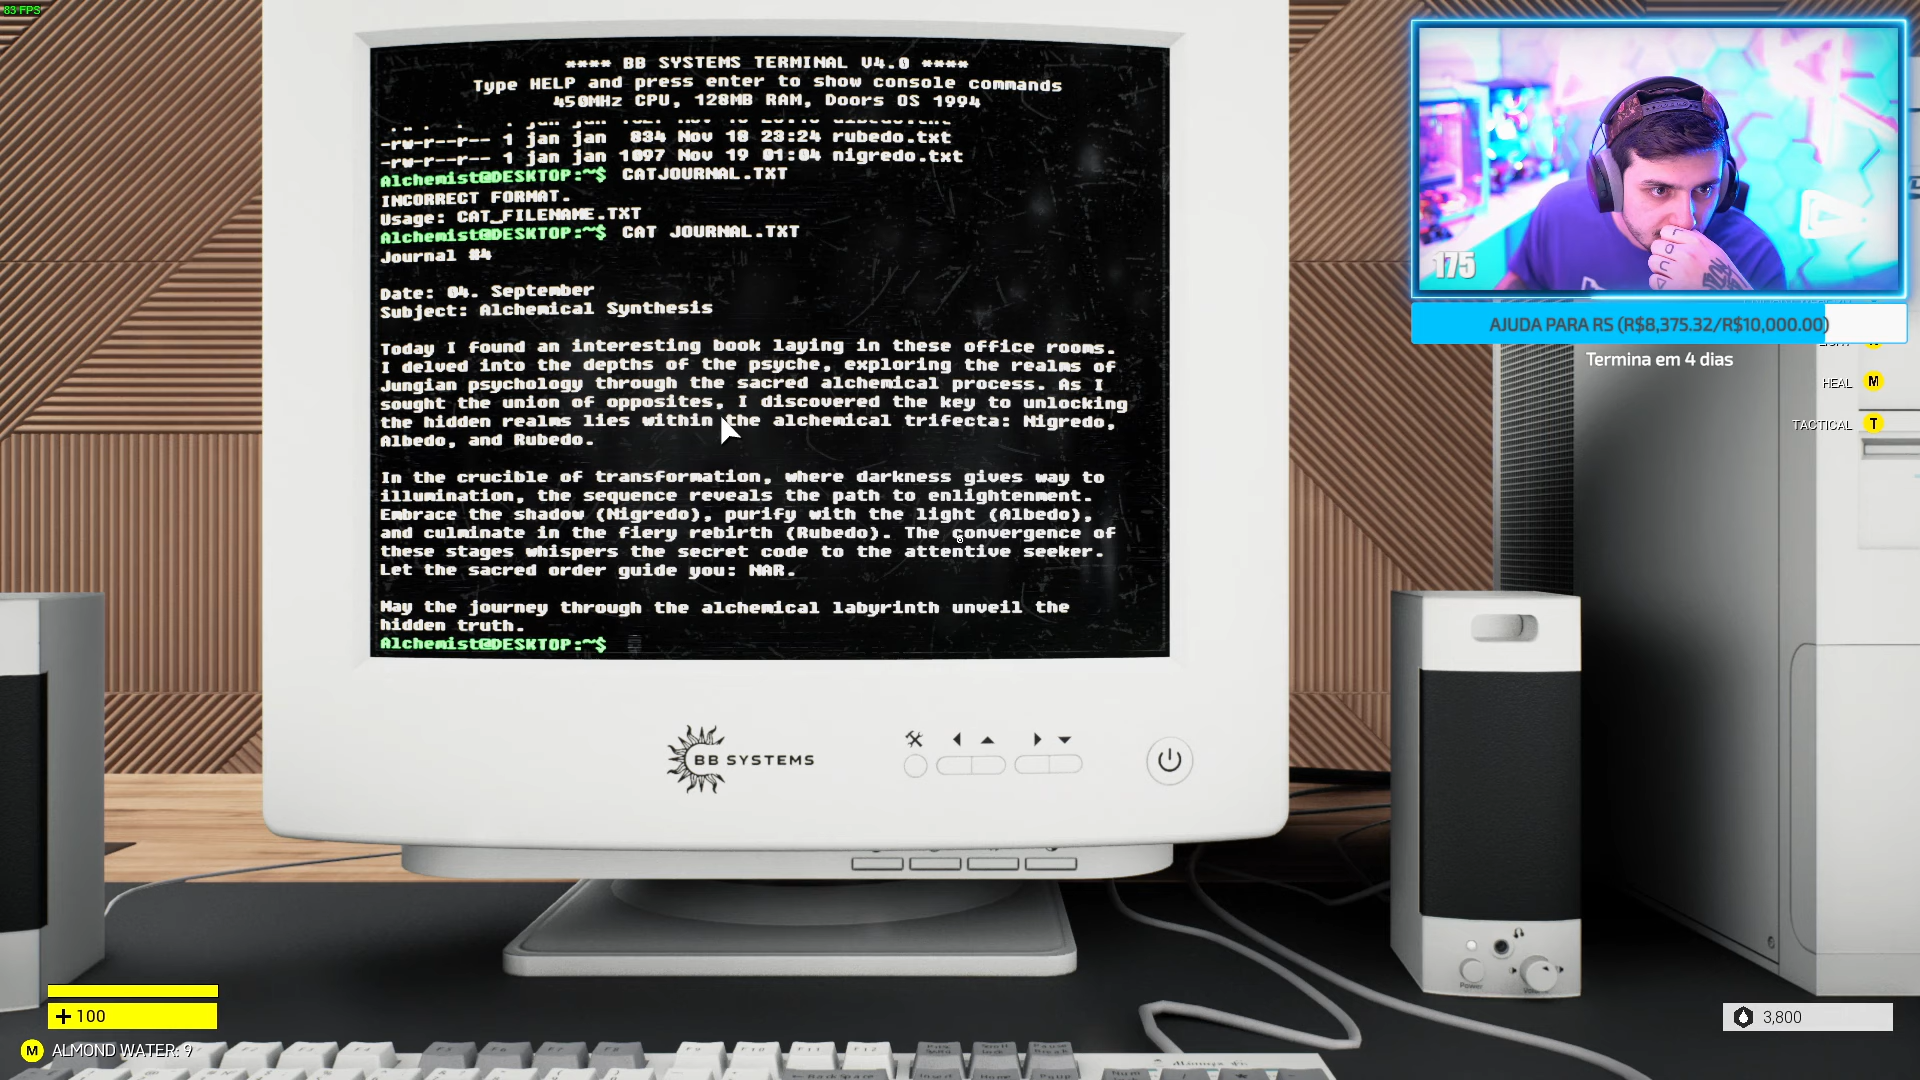 83 FPS
**** BB SYSTEMS TERMINAL V4.0 ****
Type HELP and press enter to show console commands
450MHz CPU, 128MB RAM, Doors OS 1994
-rw-r--r-- 1 jan jan 834 Nov 18 23:24 rubedo.txt
-rw-r--r-- 1 jan jan 1097 Nov 19 01:04 nigredo.txt
Alchemist@DESKTOP:~$ CATJOURNAL.TXT
INCORRECT FORMAT.
Usage: CAT_FILENAME.TXT
Alchemist@DESKTOP:~$ CAT JOURNAL.TXT
Journal #4
Date: 04. September
Subject: Alchemical Synthesis
Today I found an interesting book laying in these office rooms.
I delved into the depths of the psyche, exploring the realms of
Jungian psychology through the sacred alchemical process. As I
sought the union of opposites, I discovered the key to unlocking
the hidden realms lies within the alchemical trifecta: Nigredo,
Albedo, and Rubedo.
In the crucible of transformation, where darkness gives way to
illumination, the sequence reveals the path to enlightenment.
Embrace the shadow (Nigredo), purify with the light (Albedo),
and culminate in the fiery rebirth (Rubedo). The convergence of
these stages whispers the secret code to the attentive seeker.
Let the sacred order guide you: NAR.
May the journey through the alchemical labyrinth unveil the
hidden truth.
Alchemist@DESKTOP:~$
BB SYSTEMS
175
AJUDA PARA RS (R$8,375.32/R$10,000.00)
Termina em 4 dias
HEAL M
TACTICAL T
Power
+ 100
M ALMOND WATER: 9
3,800
F9 F10 F11 F12